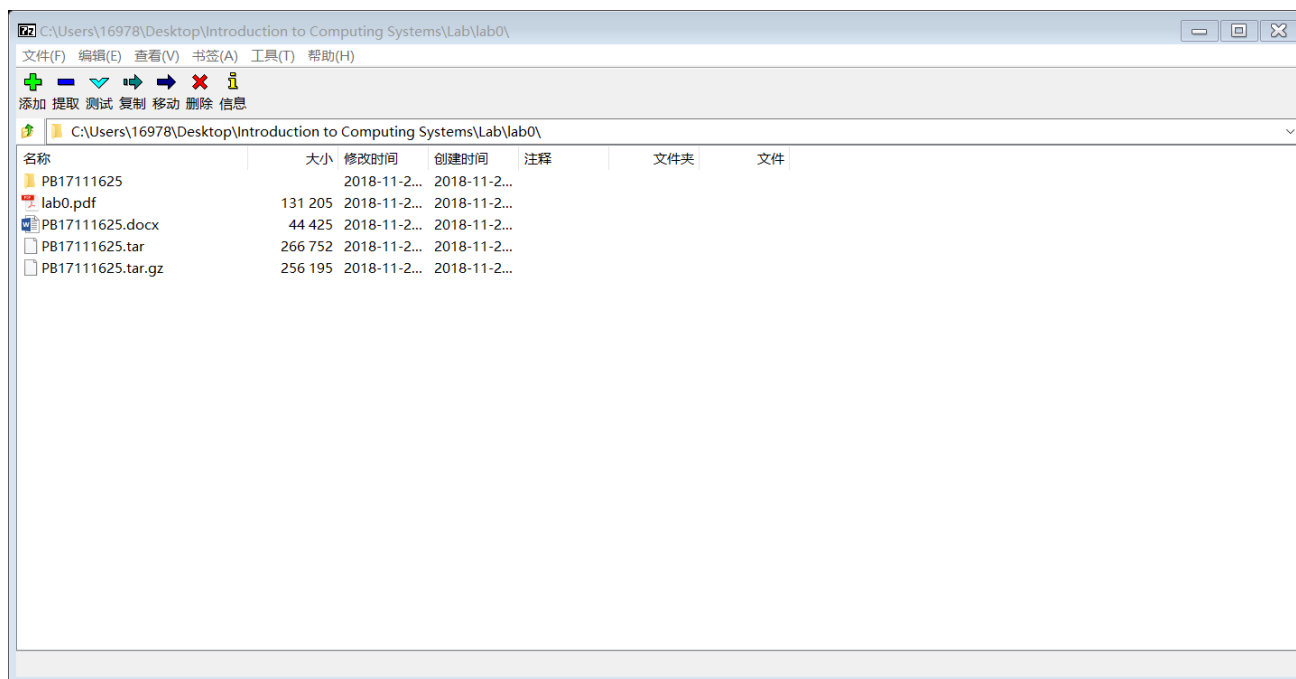 C:\Users\16978\Desktop\Introduction to Computing Systems\Lab\lab0\
文件(F) 编辑(E) 查看(V) 书签(A) 工具(T) 帮助(H)
添加 提取 测试 复制 移动 删除 信息
C:\Users\16978\Desktop\Introduction to Computing Systems\Lab\lab0\
名称 大小 修改时间 创建时间 注释 文件夹 文件
PB17111625 2018-11-2... 2018-11-2...
lab0.pdf 131 205 2018-11-2... 2018-11-2...
PB17111625.docx 44 425 2018-11-2... 2018-11-2...
PB17111625.tar 266 752 2018-11-2... 2018-11-2...
PB17111625.tar.gz 256 195 2018-11-2... 2018-11-2...